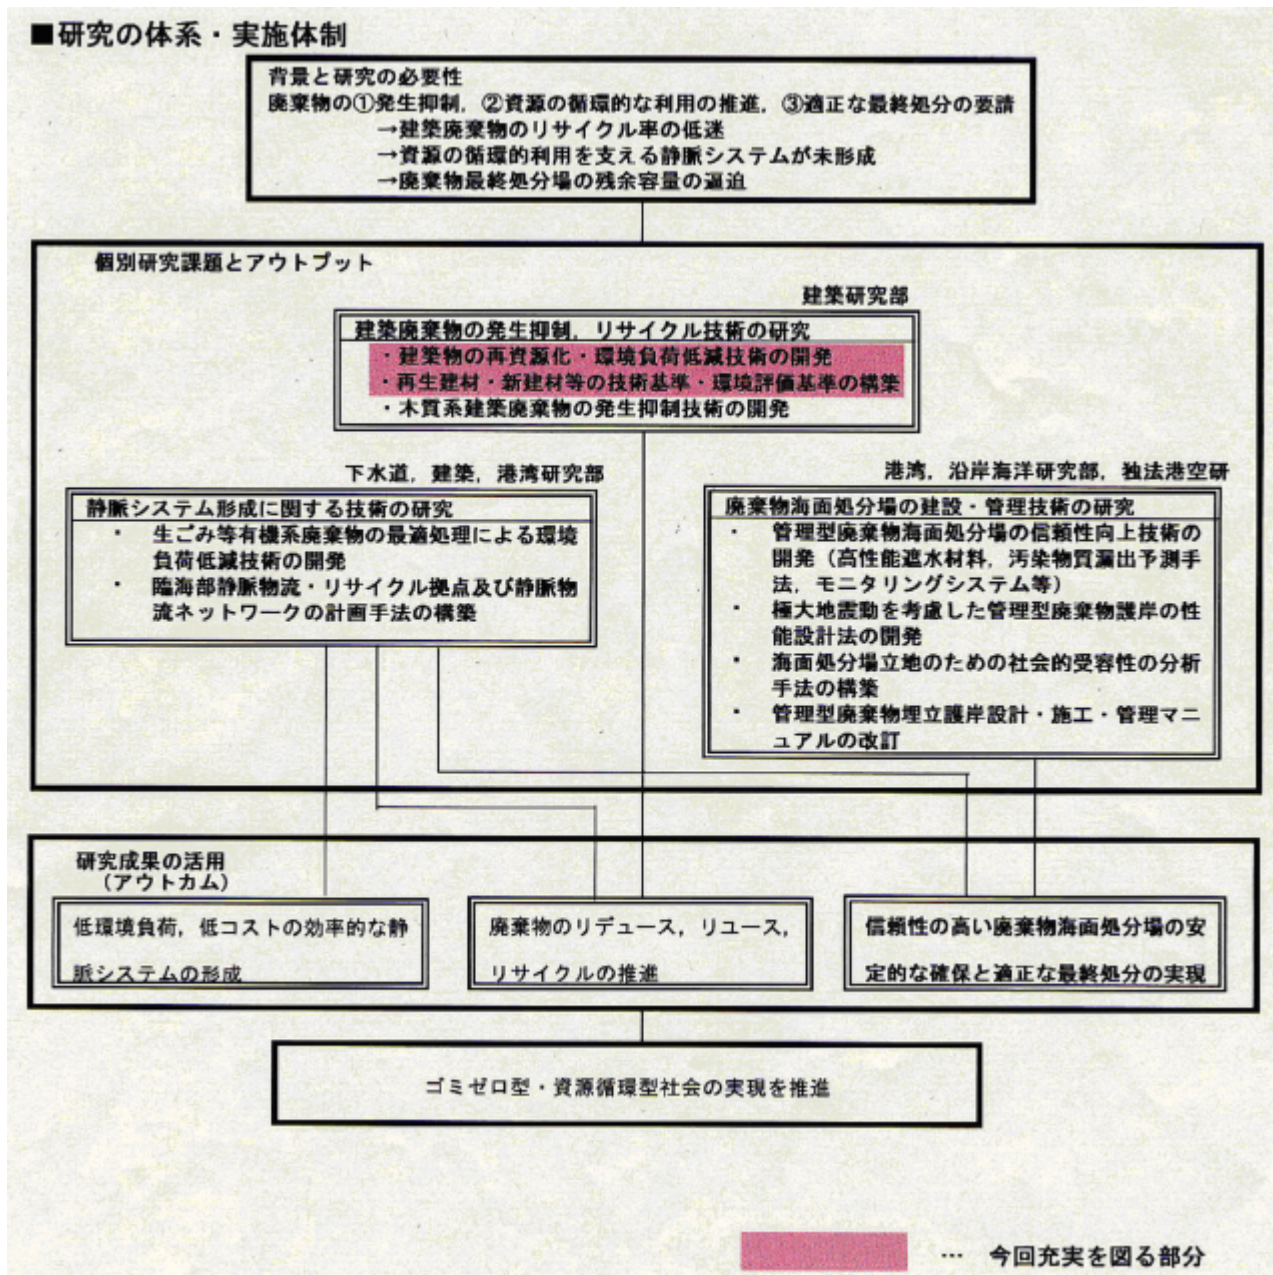 ■研究の体系・実施体制
背景と研究の必要性
廃棄物の①発生抑制，②資源の循環的な利用の推進，③適正な最終処分の要請
→建築廃棄物のリサイクル率の低迷
→資源の循環的利用を支える静脈システムが未形成
→廃棄物最終処分場の残余容量の逼迫
個別研究課題とアウトプット
建築研究部
建築廃棄物の発生抑制，リサイクル技術の研究
・建築物の再資源化・環境負荷低減技術の開発
・再生建材・新建材等の技術基準・環境評価基準の構築
・木質系建築廃棄物の発生抑制技術の開発
下水道，建築，港湾研究部
静脈システム形成に関する技術の研究
・ 生ごみ等有機系廃棄物の最適処理による環境
負荷低減技術の開発
・ 臨海部静脈物流・リサイクル拠点及び静脈物
流ネットワークの計画手法の構築
港湾，沿岸海洋研究部，独法港空研
廃棄物海面処分場の建設・管理技術の研究
・ 管理型廃棄物海面処分場の信頼性向上技術の
開発（高性能遮水材料，汚染物質漏出予測手
法，モニタリングシステム等）
・ 極大地震動を考慮した管理型廃棄物護岸の性
能設計法の開発
・ 海面処分場立地のための社会的受容性の分析
手法の構築
・ 管理型廃棄物埋立護岸設計・施工・管理マニ
ュアルの改訂
研究成果の活用
（アウトカム）
低環境負荷，低コストの効率的な静
脈システムの形成
廃棄物のリデュース，リユース，
リサイクルの推進
信頼性の高い廃棄物海面処分場の安
定的な確保と適正な最終処分の実現
ゴミゼロ型・資源循環型社会の実現を推進
… 今回充実を図る部分